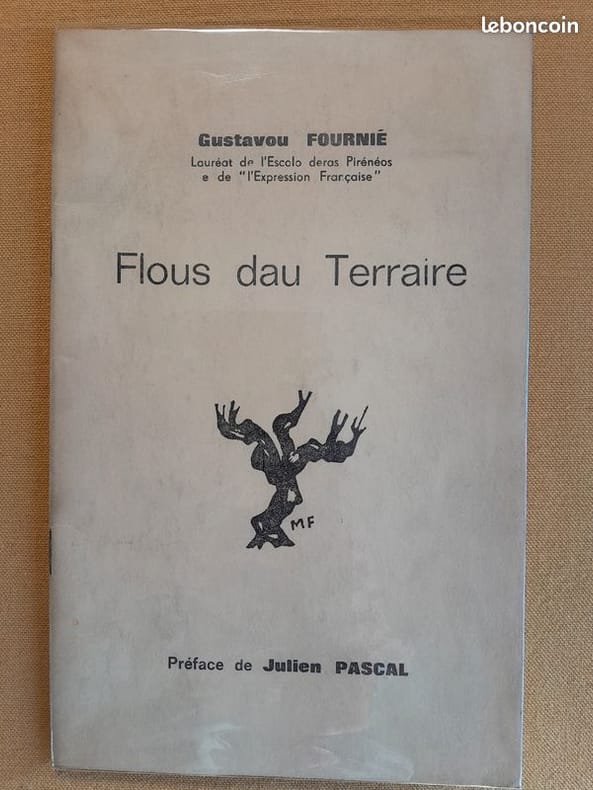 leboncoin
Gustavou FOURNIÉ
Lauréat de l'Escolo deras Pirénéos
e de "l'Expression Française"
Flous dau Terraire
MF
Préface de Julien PASCAL